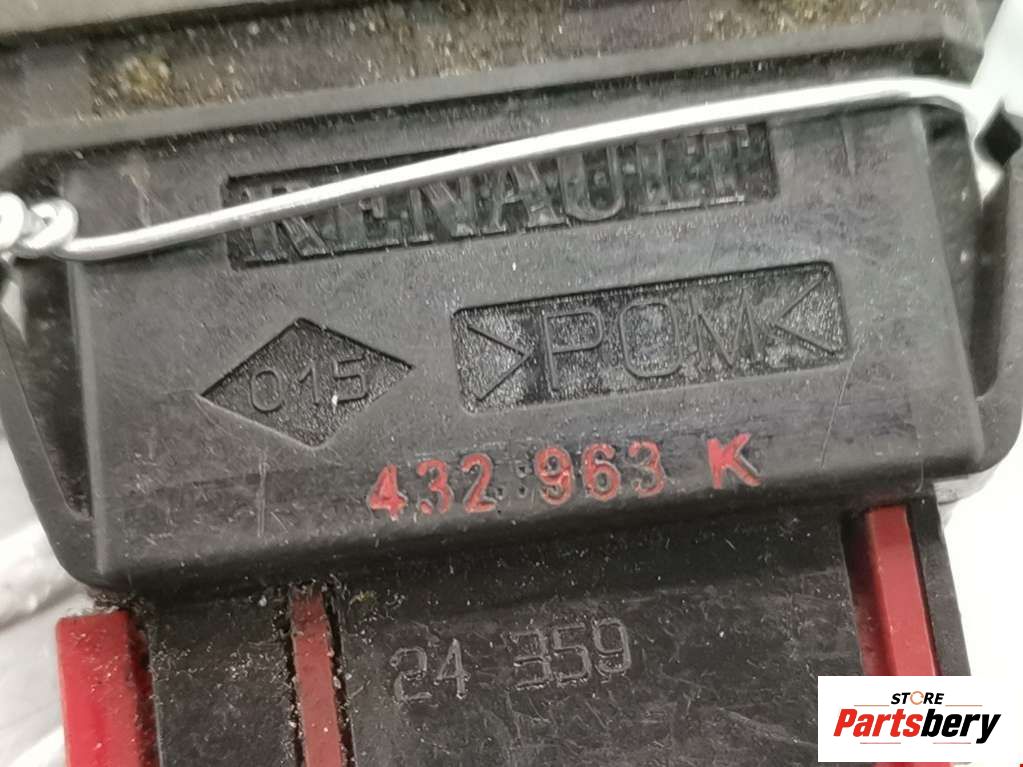 RENAULT
015 >POM<
432 963 K
24 359
STORE
Partsbery